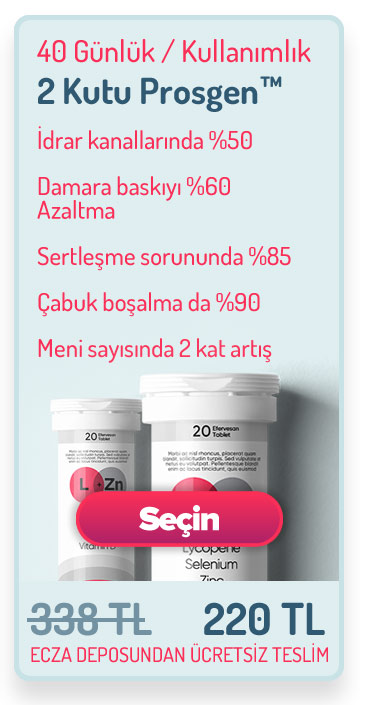 40 Günlük / Kullanımlık
2 Kutu Prosgen™
İdrar kanallarında %50
Damara baskıyı %60
Azaltma
Sertleşme sorununda %85
Çabuk boşalma da %90
Meni sayısında 2 kat artış
20 Efervesan
Tablet
20 Efervesan
Tablet
L Zn
Seçin
Vitamin
Lycopene
Selenium
Zinc
338 TL 220 TL
ECZA DEPOSUNDAN ÜCRETSİZ TESLİM